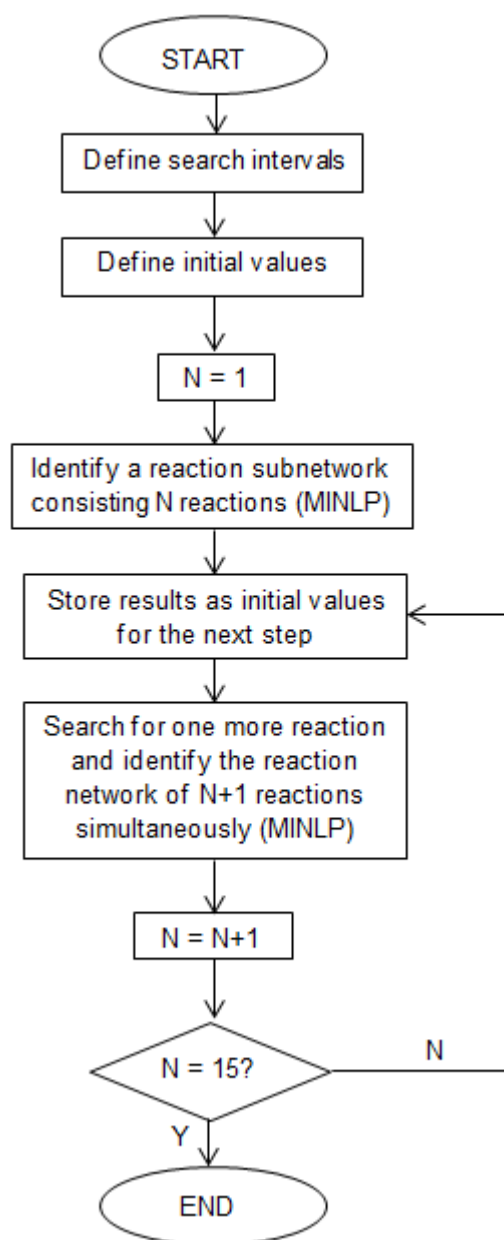 START
Define search intervals
Define initial values
N = 1
Identify a reaction subnetwork
consisting N reactions (MINLP)
Store results as initial values
for the next step
Search for one more reaction
and identify the reaction
network of N+1 reactions
simultaneously (MINLP)
N = N+1
N = 15?
N
Y
END